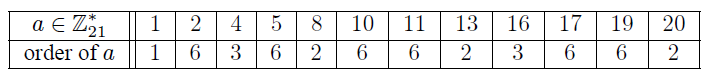 a ∈ ℤ*₂₁ 1 2 4 5 8 10 11 13 16 17 19 20
order of a 1 6 3 6 2 6 6 2 3 6 6 2